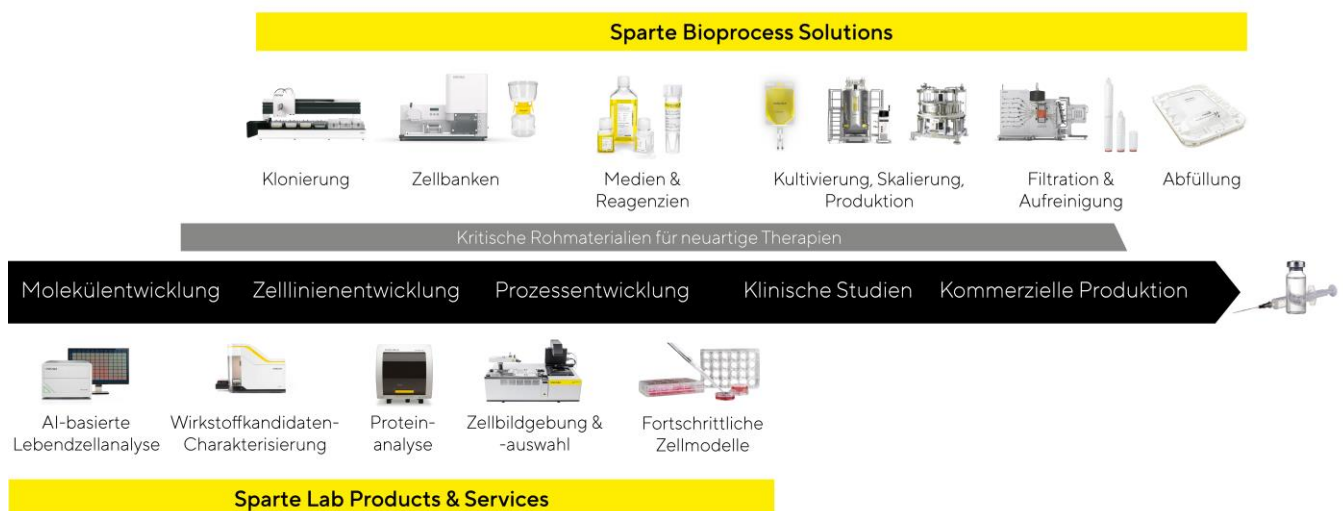 Sparte Bioprocess Solutions
Klonierung
Zellbanken
Medien &
Reagenzien
Kultivierung, Skalierung,
Produktion
Filtration &
Aufreinigung
Abfüllung
Kritische Rohmaterialien für neuartige Therapien
Molekülentwicklung
Zelllinienentwicklung
Prozessentwicklung
Klinische Studien
Kommerzielle Produktion
AI-basierte
Lebendzellanalyse
Wirkstoffkandidaten-
Charakterisierung
Protein-
analyse
Zellbildgebung &
-auswahl
Fortschrittliche
Zellmodelle
Sparte Lab Products & Services